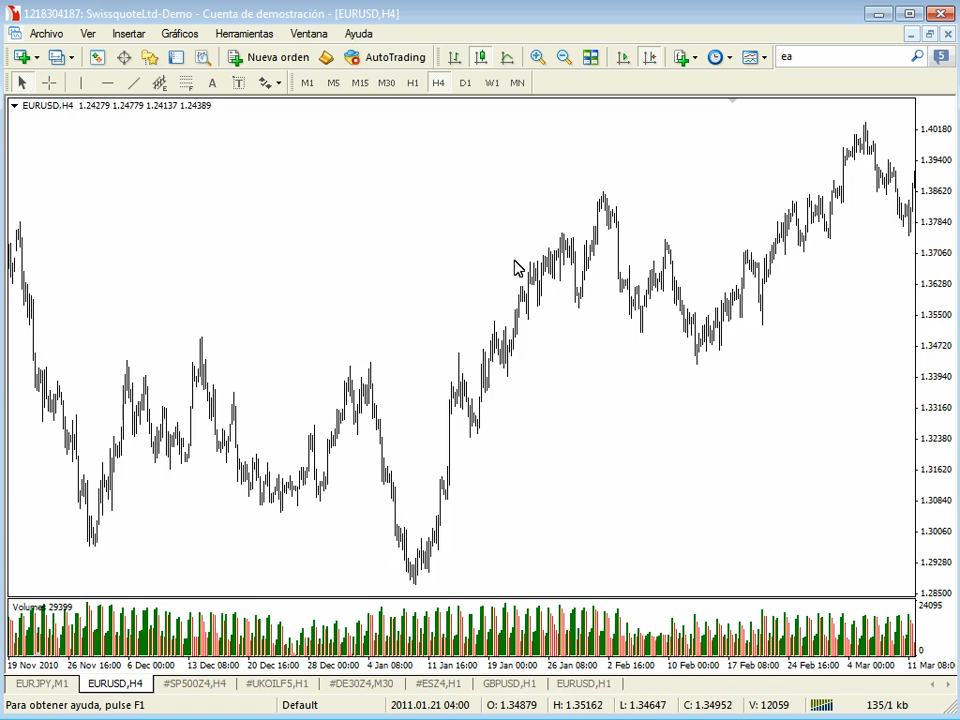 1218304187: SwissquoteLtd-Demo - Cuenta de demostración - [EURUSD,H4]
Archivo Ver Insertar Gráficos Herramientas Ventana Ayuda
Nueva orden AutoTrading ea 5
A T M1 M5 M15 M30 H1 H4 D1 W1 MN
EURUSD,H4 1.24279 1.24779 1.24137 1.24389
1.40180
1.39400
1.38620
1.37840
1.37060
1.36280
1.35500
1.34720
1.33940
1.33160
1.32380
1.31620
1.30840
1.30060
1.29280
1.28500
Volumes 29399
24095
0
19 Nov 2010 26 Nov 16:00 6 Dec 00:00 13 Dec 08:00 20 Dec 16:00 28 Dec 00:00 4 Jan 08:00 11 Jan 16:00 19 Jan 00:00 26 Jan 08:00 2 Feb 16:00 10 Feb 00:00 17 Feb 08:00 24 Feb 16:00 4 Mar 00:00 11 Mar 08:0
EURJPY,M1 EURUSD,H4 #SP500Z4,H4 #UKOILF5,H1 #DE30Z4,M30 #ESZ4,H1 GBPUSD,H1 EURUSD,H1
Para obtener ayuda, pulse F1 Default 2011.01.21 04:00 O: 1.34879 H: 1.35162 L: 1.34647 C: 1.34952 V: 12059 135/1 kb